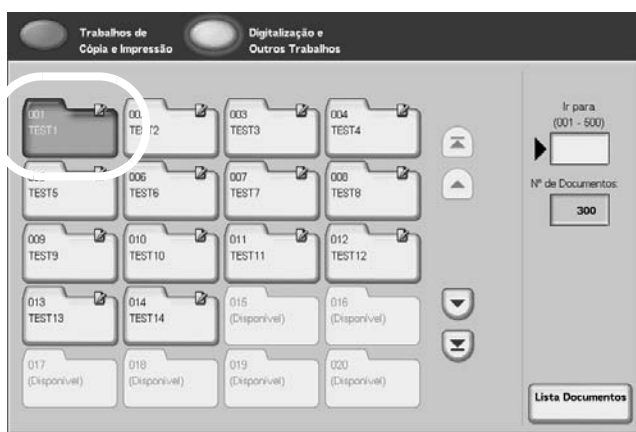 Trabalhos de
Cópia e Impressão
Digitalização e
Outros Trabalhos
001
TEST1
TEST2
003
TEST3
004
TEST4
TEST5
006
TEST6
007
TEST7
008
TEST8
009
TEST9
010
TEST10
011
TEST11
012
TEST12
013
TEST13
014
TEST14
015
(Disponível)
016
(Disponível)
017
(Disponível)
018
(Disponível)
019
(Disponível)
020
(Disponível)
Ir para
(001 - 500)
Nº de Documentos:
300
Lista Documentos